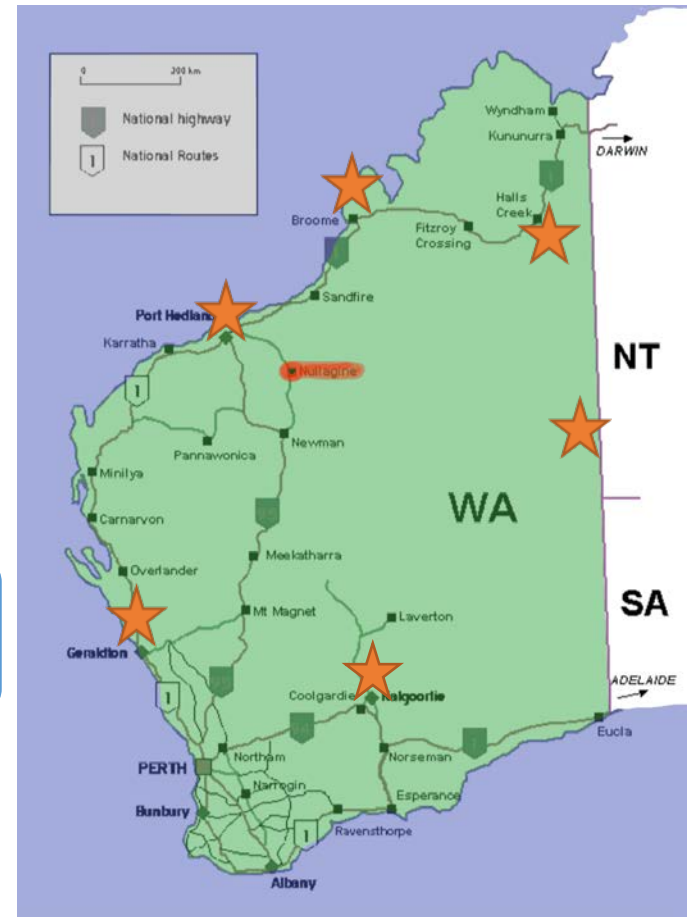 0 200 km
National highway
1 National Routes
Wyndham
Kununurra
DARWIN
Halls
Creek
Broome
Fitzroy
Crossing
Sandfire
Port Hedland
Karratha
1
NT
Nullagine
Newman
Pannawonica
Minilya
WA
Carnarvon
Meekatharra
Overlander
SA
Mt Magnet
Laverton
Geraldton
ADELAIDE
Coolgardie
Kalgoorlie
1
Eucla
Northam
Norseman
PERTH
Narrogin
Bunbury
Esperance
Ravensthorpe
1
Albany